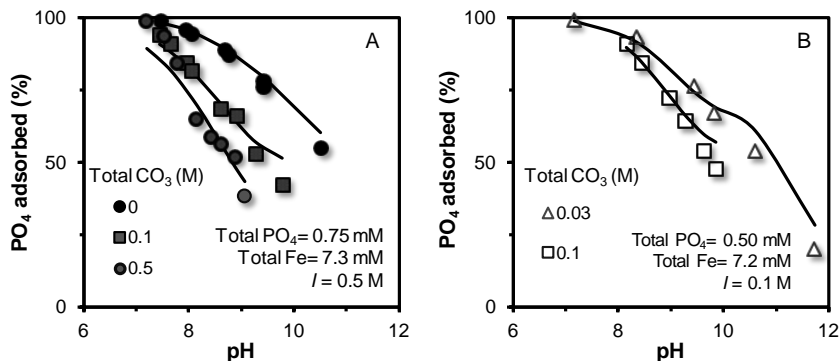 A
100
50
0
PO4 adsorbed (%)
Total CO3 (M)
0
0.1
0.5
Total PO4= 0.75 mM
Total Fe= 7.3 mM
I = 0.5 M
6 8 10 12
pH
B
100
50
0
PO4 adsorbed (%)
Total CO3 (M)
0.03
0.1
Total PO4= 0.50 mM
Total Fe= 7.2 mM
I = 0.1 M
6 8 10 12
pH